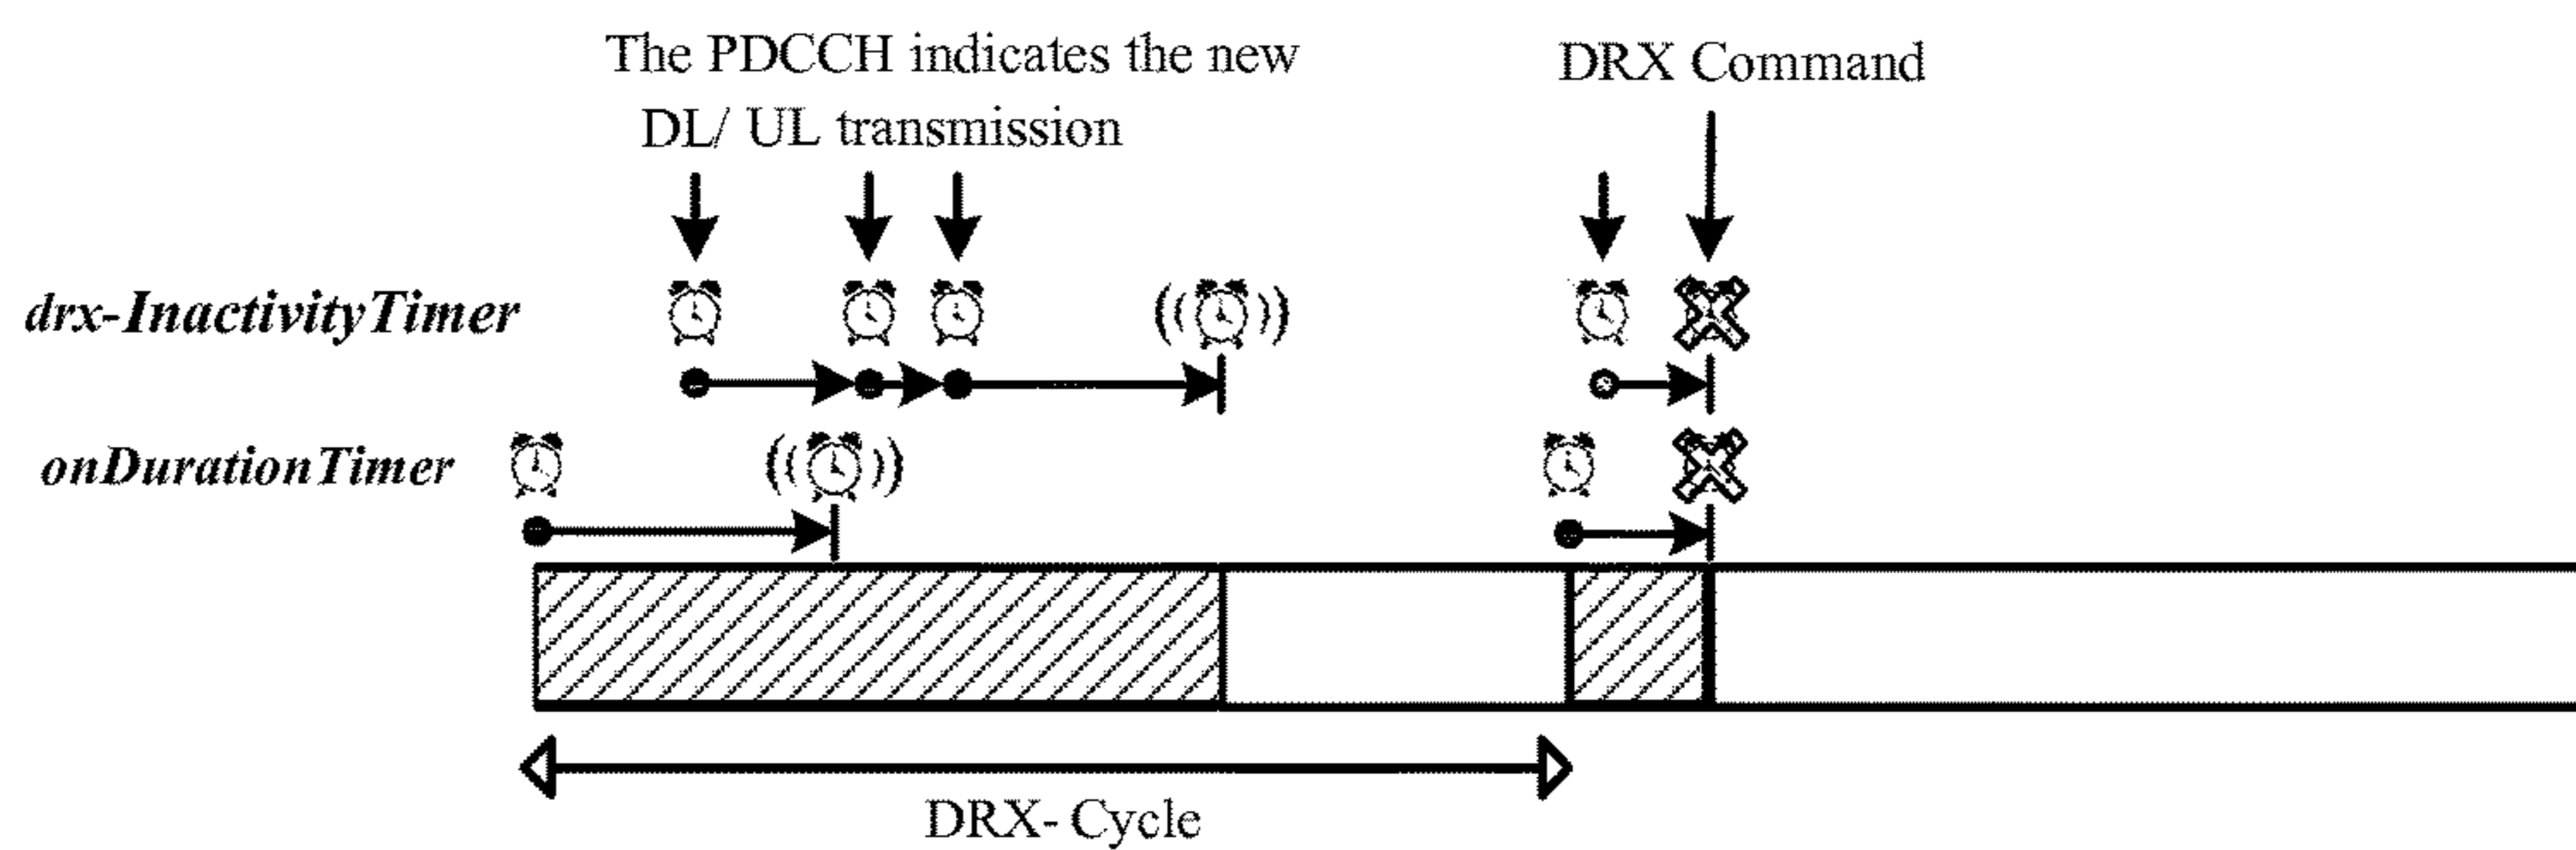 The PDCCH indicates the new
DL/ UL transmission
DRX Command
drx-InactivityTimer
onDurationTimer
DRX- Cycle